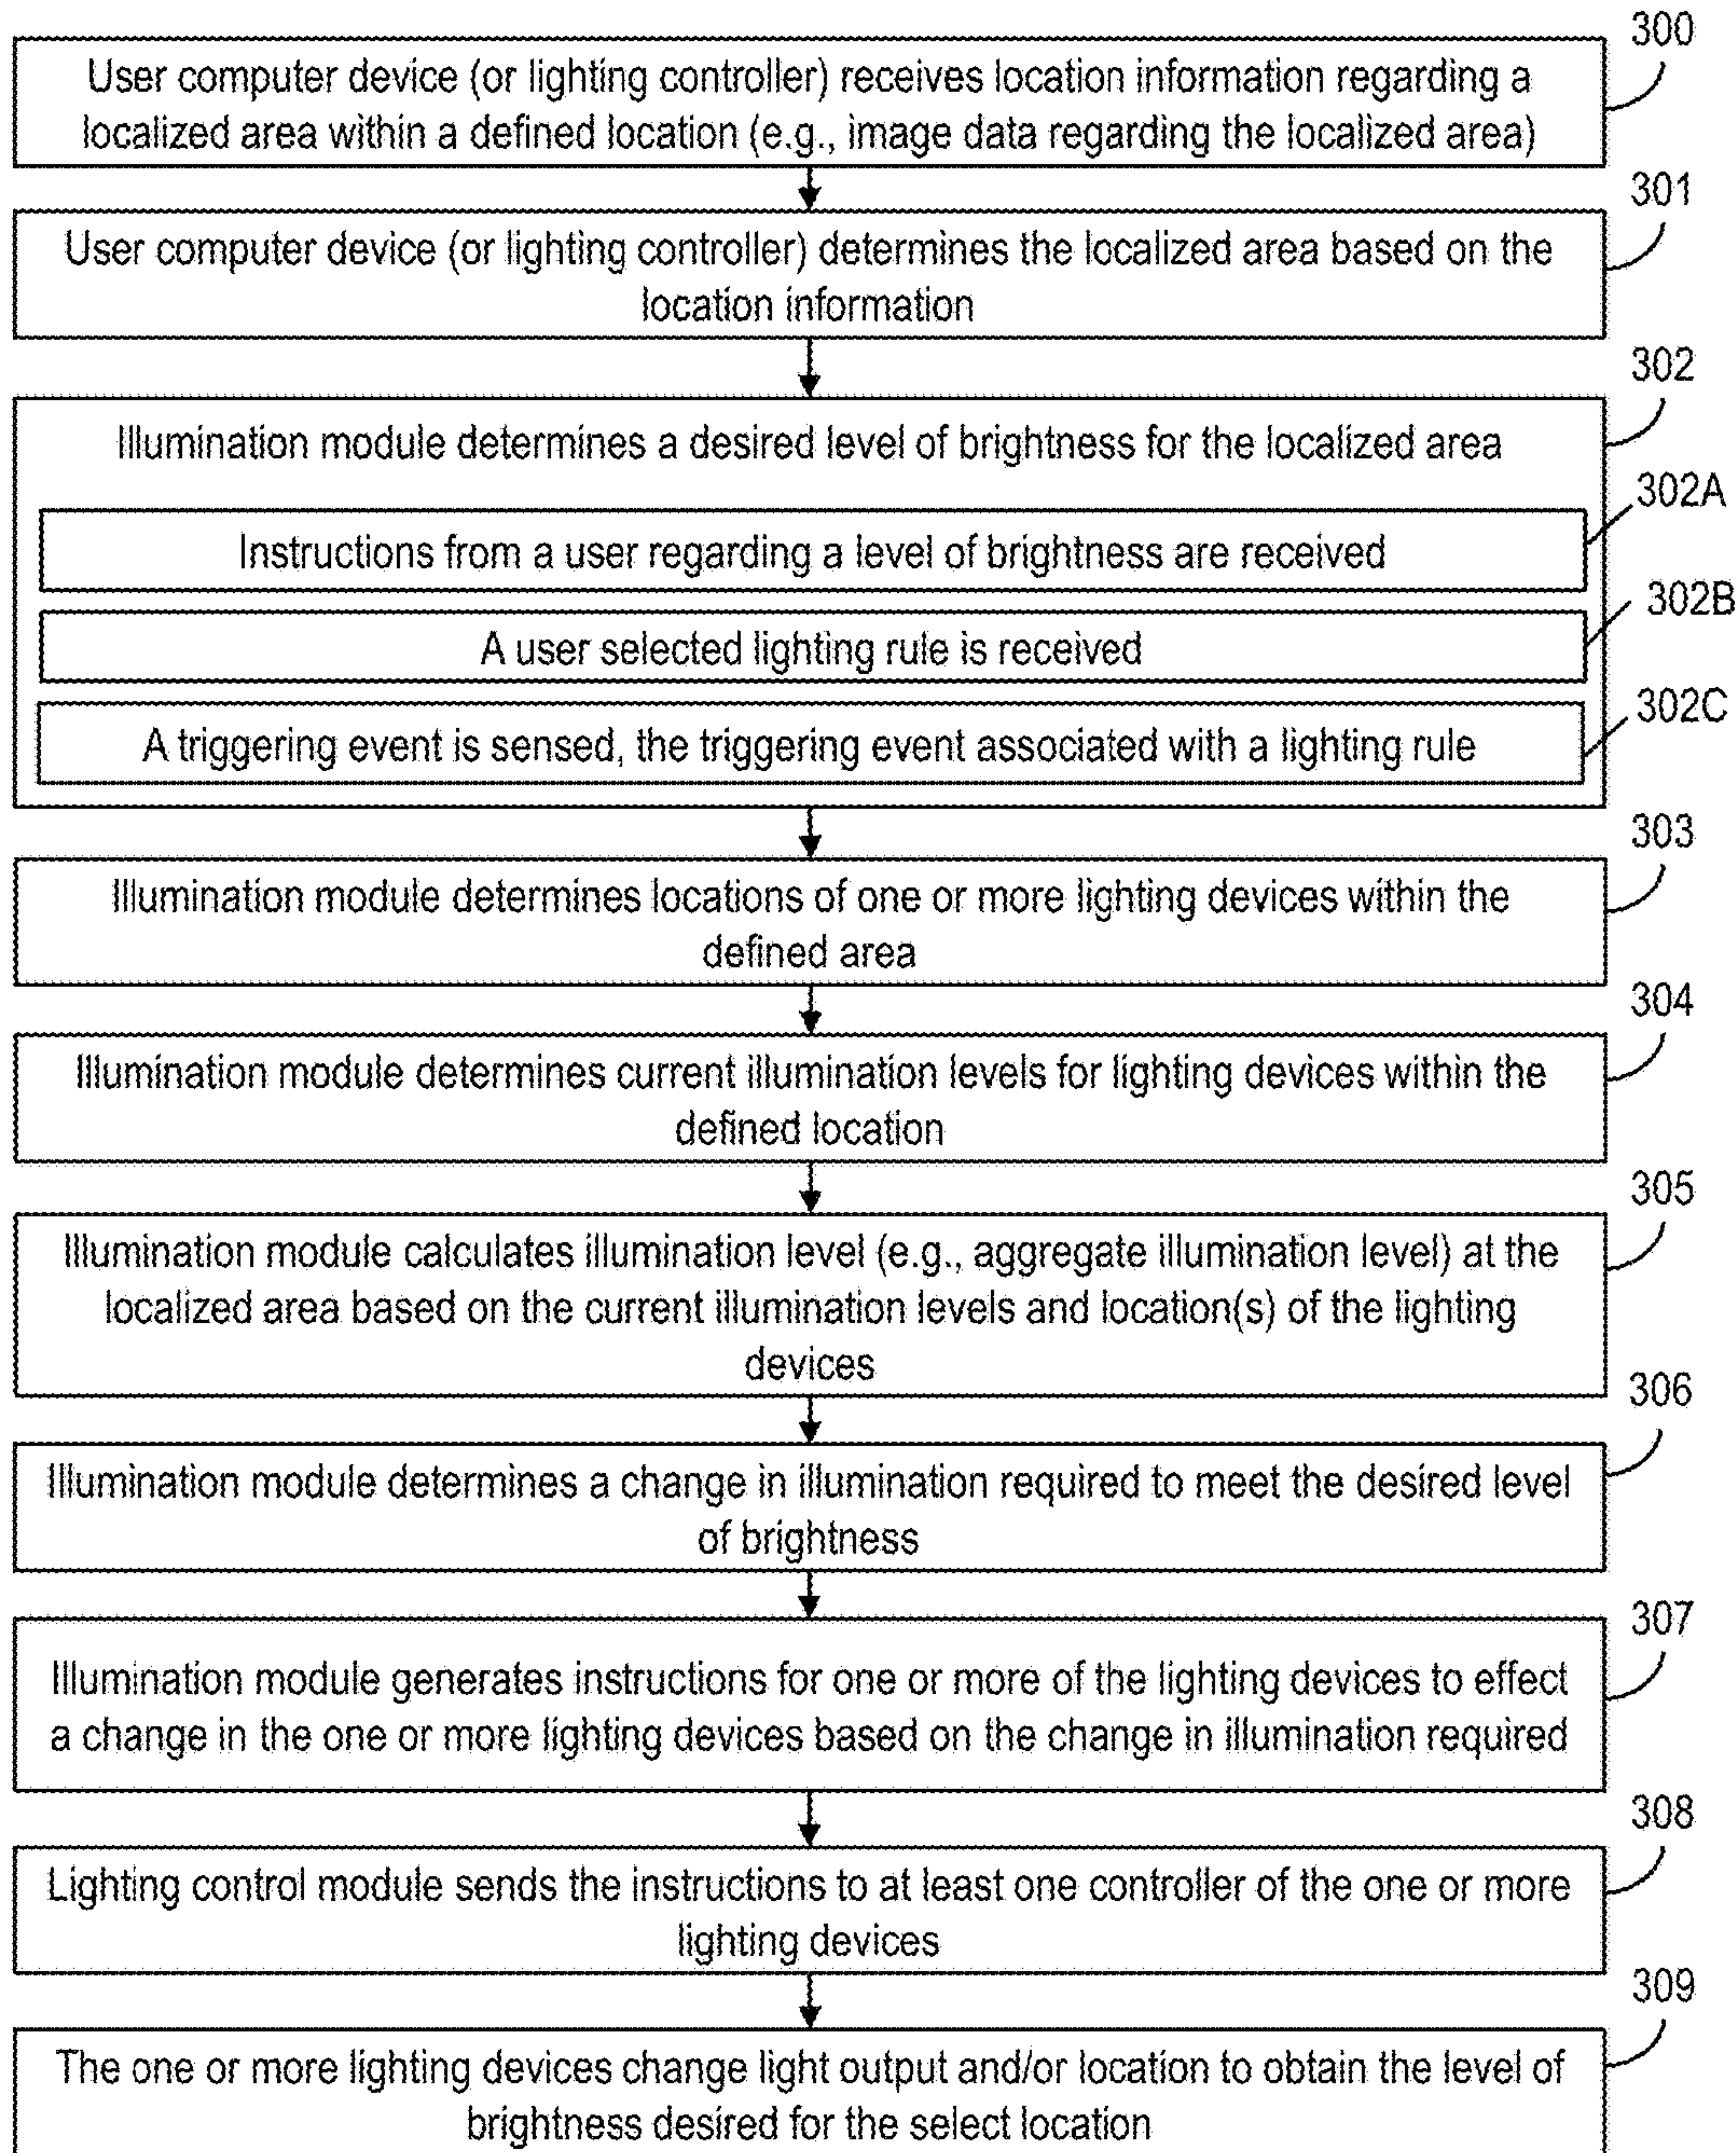 300
User computer device (or lighting controller) receives location information regarding a
localized area within a defined location (e.g., image data regarding the localized area)
301
User computer device (or lighting controller) determines the localized area based on the
location information
302
Illumination module determines a desired level of brightness for the localized area
302A
Instructions from a user regarding a level of brightness are received
302B
A user selected lighting rule is received
302C
A triggering event is sensed, the triggering event associated with a lighting rule
303
Illumination module determines locations of one or more lighting devices within the
defined area
304
Illumination module determines current illumination levels for lighting devices within the
defined location
305
Illumination module calculates illumination level (e.g., aggregate illumination level) at the
localized area based on the current illumination levels and location(s) of the lighting
devices
306
Illumination module determines a change in illumination required to meet the desired level
of brightness
307
Illumination module generates instructions for one or more of the lighting devices to effect
a change in the one or more lighting devices based on the change in illumination required
308
Lighting control module sends the instructions to at least one controller of the one or more
lighting devices
309
The one or more lighting devices change light output and/or location to obtain the level of
brightness desired for the select location